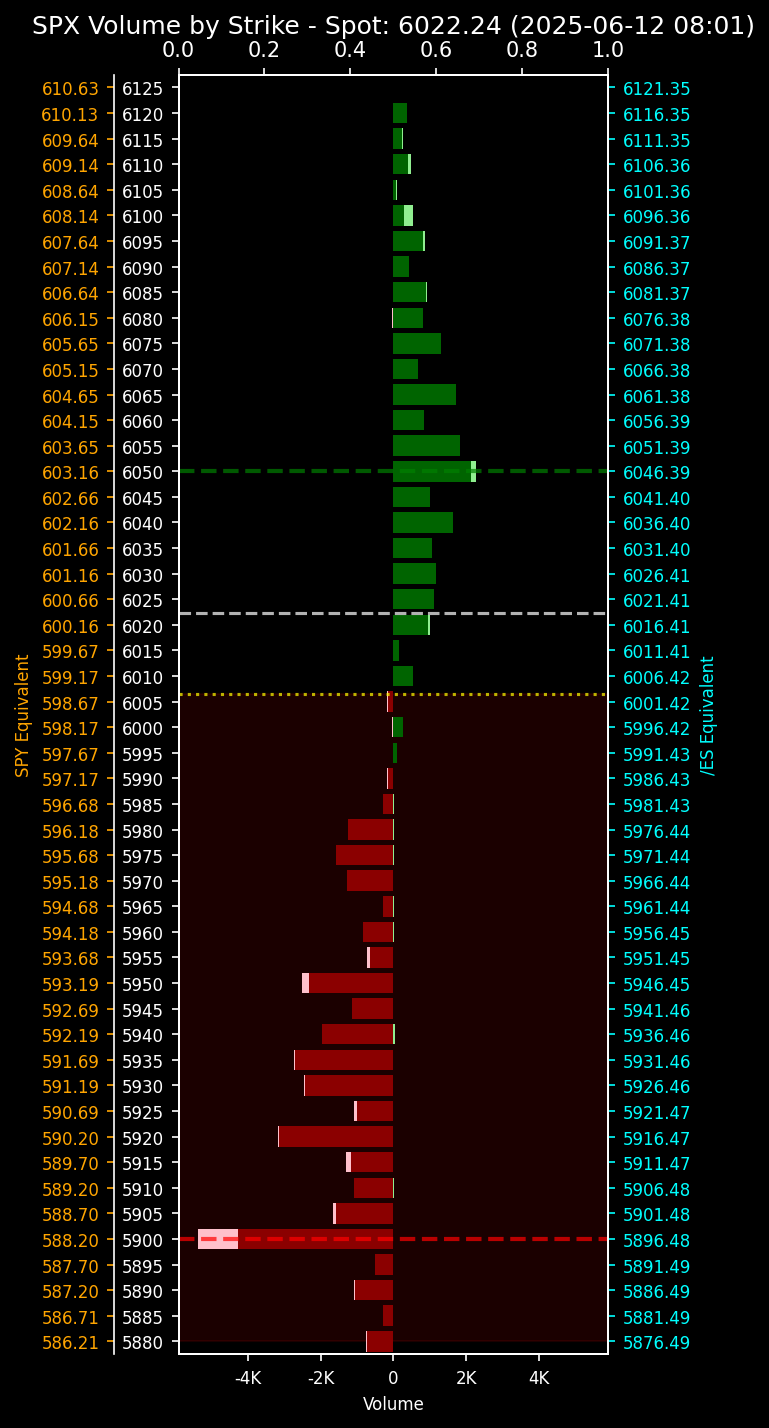 SPX Volume by Strike - Spot: 6022.24 (2025-06-12 08:01)
0.0 0.2 0.4 0.6 0.8 1.0
610.63 6125 6121.35
610.13 6120 6116.35
609.64 6115 6111.35
609.14 6110 6106.36
608.64 6105 6101.36
608.14 6100 6096.36
607.64 6095 6091.37
607.14 6090 6086.37
606.64 6085 6081.37
606.15 6080 6076.38
605.65 6075 6071.38
605.15 6070 6066.38
604.65 6065 6061.38
604.15 6060 6056.39
603.65 6055 6051.39
603.16 6050 6046.39
602.66 6045 6041.40
602.16 6040 6036.40
601.66 6035 6031.40
601.16 6030 6026.41
600.66 6025 6021.41
600.16 6020 6016.41
599.67 6015 6011.41
599.17 6010 6006.42
598.67 6005 6001.42
598.17 6000 5996.42
597.67 5995 5991.43
597.17 5990 5986.43
596.68 5985 5981.43
596.18 5980 5976.44
595.68 5975 5971.44
595.18 5970 5966.44
594.68 5965 5961.44
594.18 5960 5956.45
593.68 5955 5951.45
593.19 5950 5946.45
592.69 5945 5941.46
592.19 5940 5936.46
591.69 5935 5931.46
591.19 5930 5926.46
590.69 5925 5921.47
590.20 5920 5916.47
589.70 5915 5911.47
589.20 5910 5906.48
588.70 5905 5901.48
588.20 5900 5896.48
587.70 5895 5891.49
587.20 5890 5886.49
586.71 5885 5881.49
586.21 5880 5876.49
SPY Equivalent
/ES Equivalent
-4K -2K 0 2K 4K
Volume